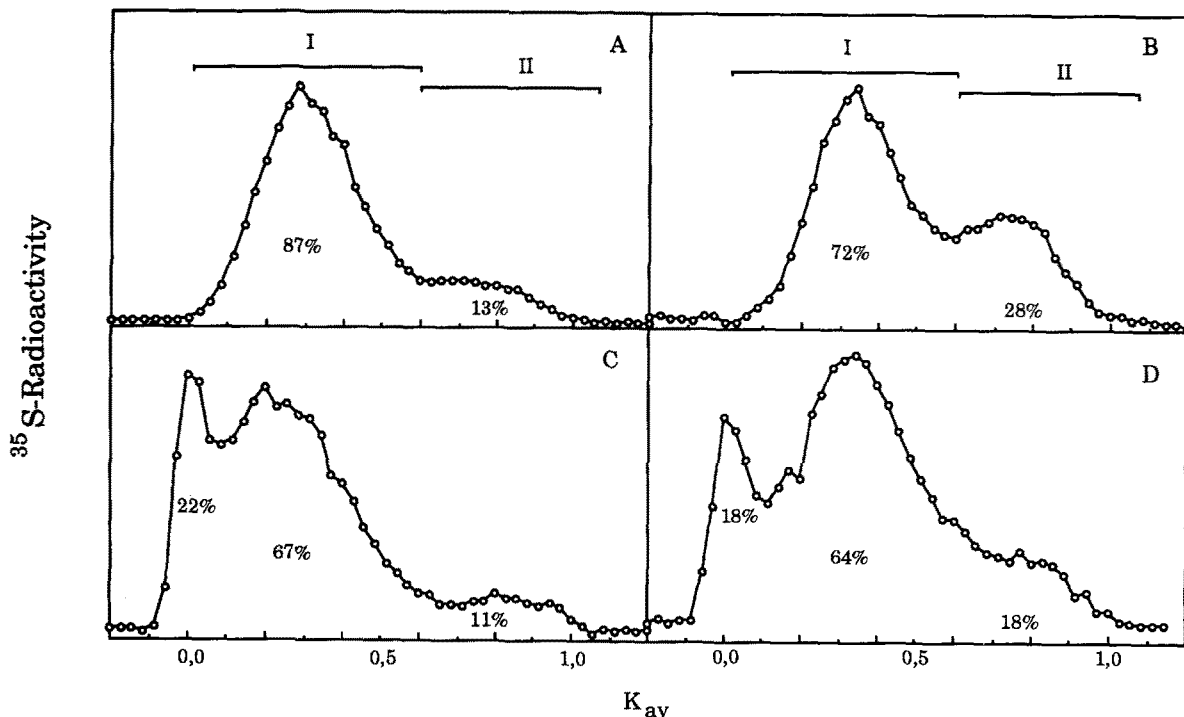 I
A
II
87%
13%
I
B
II
72%
28%
C
22%
67%
11%
D
18%
64%
18%
0,0
0,5
1,0
0,0
0,5
1,0
K_av
³⁵S-Radioactivity